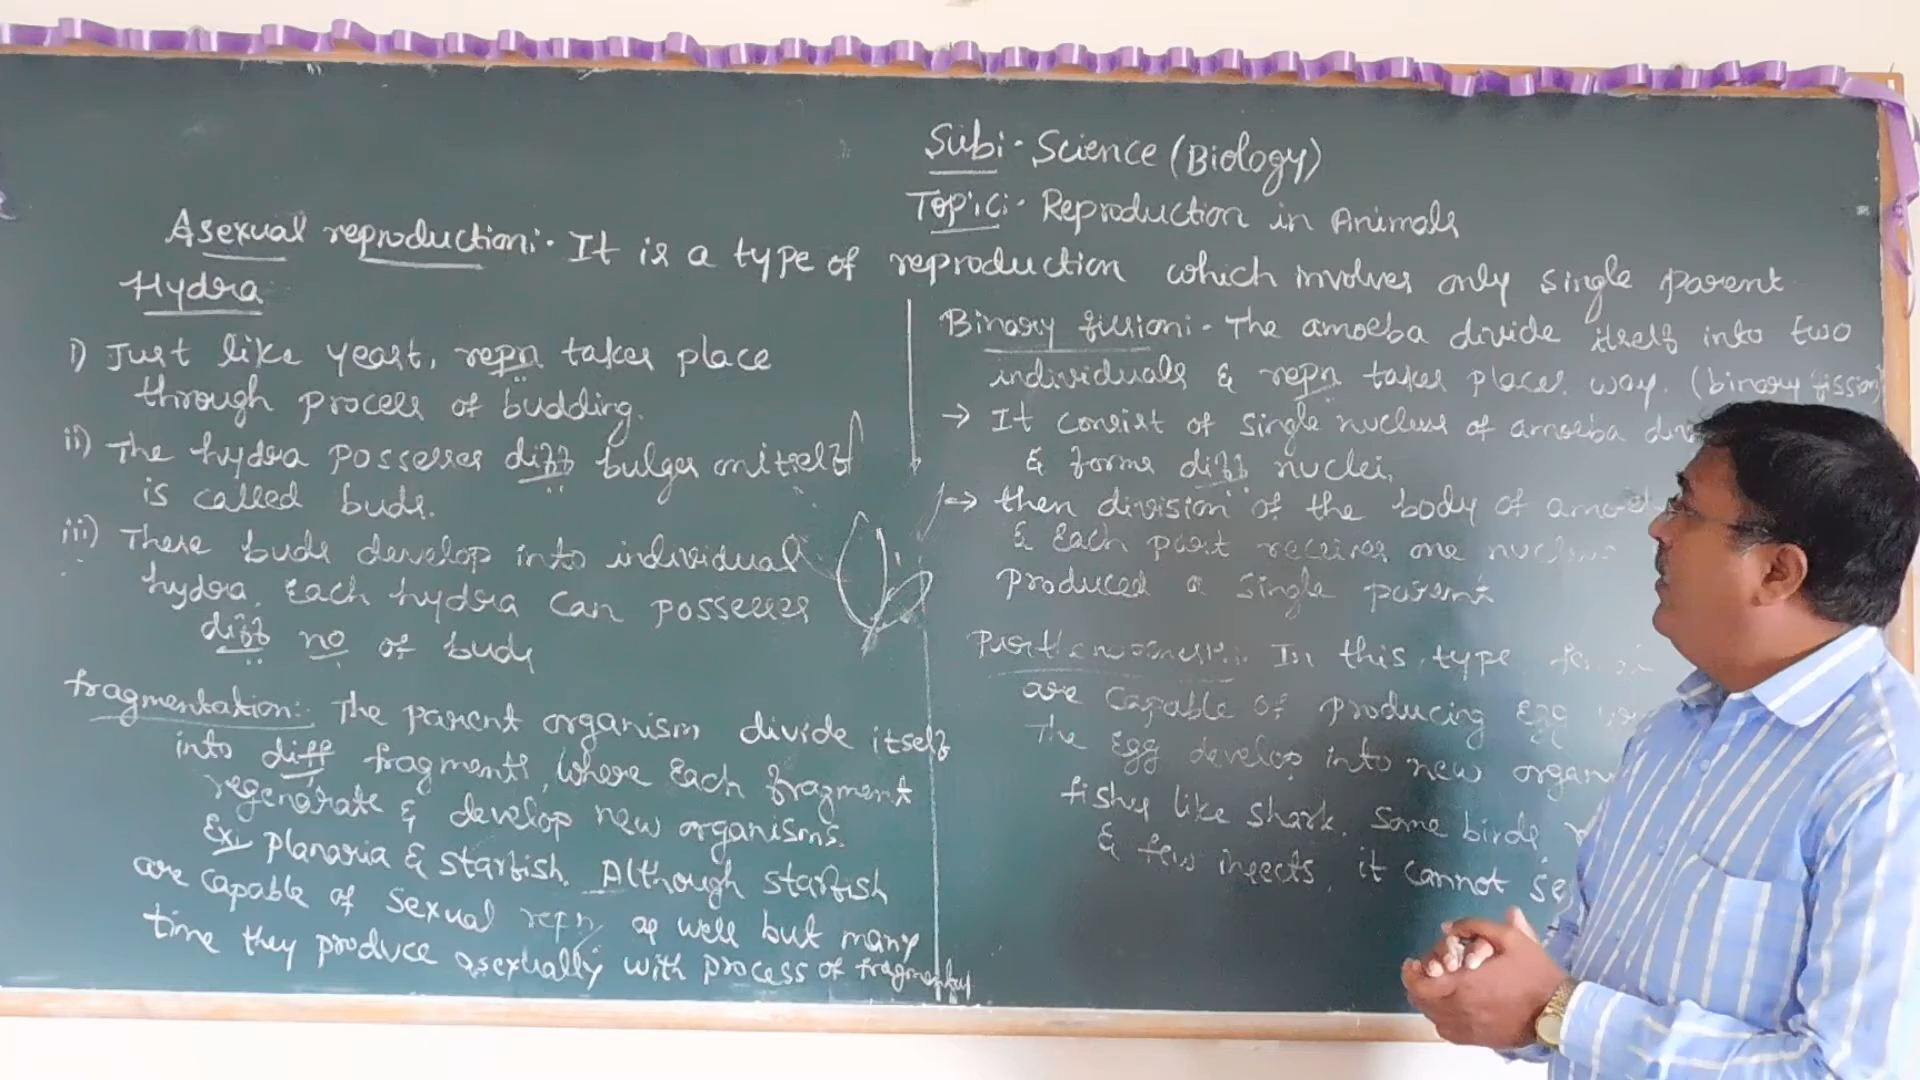 Sub:- Science (Biology)
Topic:- Reproduction in Animals
Asexual reproduction:- It is a type of reproduction which involves only single parent
Hydra
i) Just like yeast, repn takes place
through process of budding.
ii) The hydra possesses diff bulges on itself
is called buds.
iii) These buds develop into individual
hydra. Each hydra can possesses
diff no of buds
fragmentation:- The parent organism divide itself
into diff fragments, where Each fragment
regenerate & develop new organisms.
Ex:- Planaria & starfish. Although starfish
are capable of sexual repn as well but many
time they produce asexually with process of
Binary fission:- The amoeba divide itself into two
individuals & repn takes places way. (binary fission)
→ It consist of single nucleus of amoeba
& forms diff nuclei,
→ then division of the body of
& Each part receives one nucleus
produced a single parent
In this type
are capable of producing Egg
The Egg develop into new
fishes like shark. Some birds
& few insects, it cannot